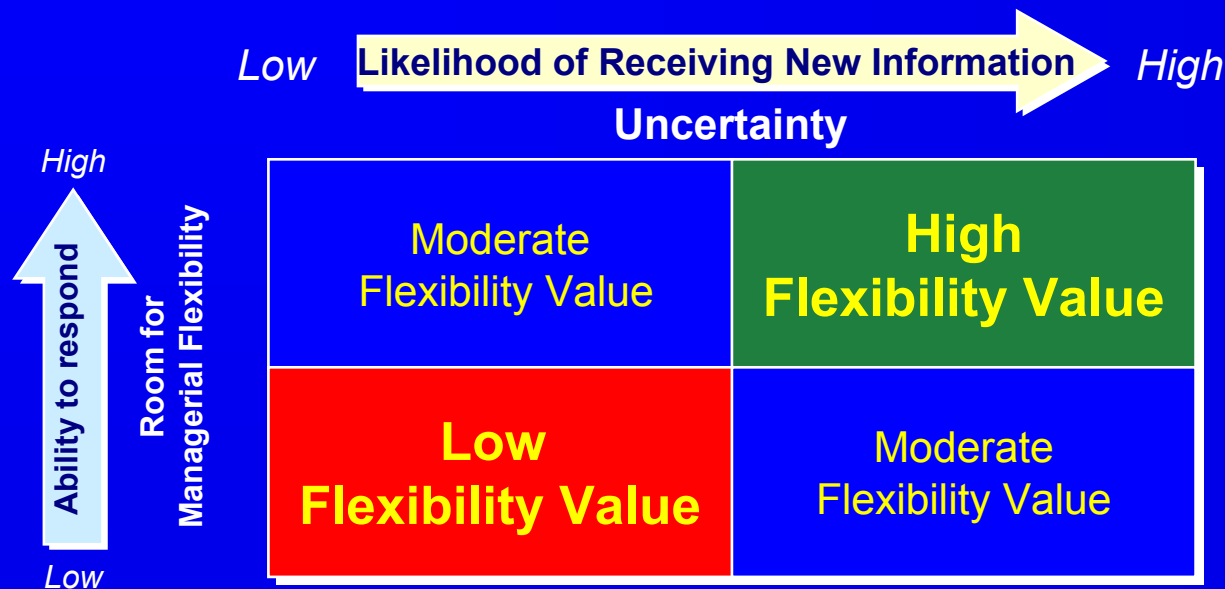 Low Likelihood of Receiving New Information High
Uncertainty
High
Ability to respond
Room for
Managerial Flexibility
Low
Moderate
Flexibility Value
High
Flexibility Value
Low
Flexibility Value
Moderate
Flexibility Value